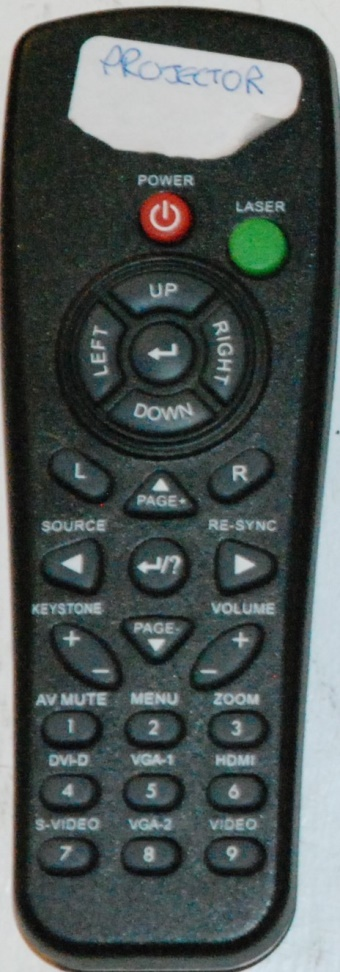 PROJECTOR
POWER
LASER
UP
LEFT
RIGHT
DOWN
L
R
PAGE+
SOURCE
RE-SYNC
/?
KEYSTONE
VOLUME
+
-
PAGE-
+
-
AV MUTE MENU ZOOM
1 2 3
DVI-D VGA-1 HDMI
4 5 6
S-VIDEO VGA-2 VIDEO
7 8 9